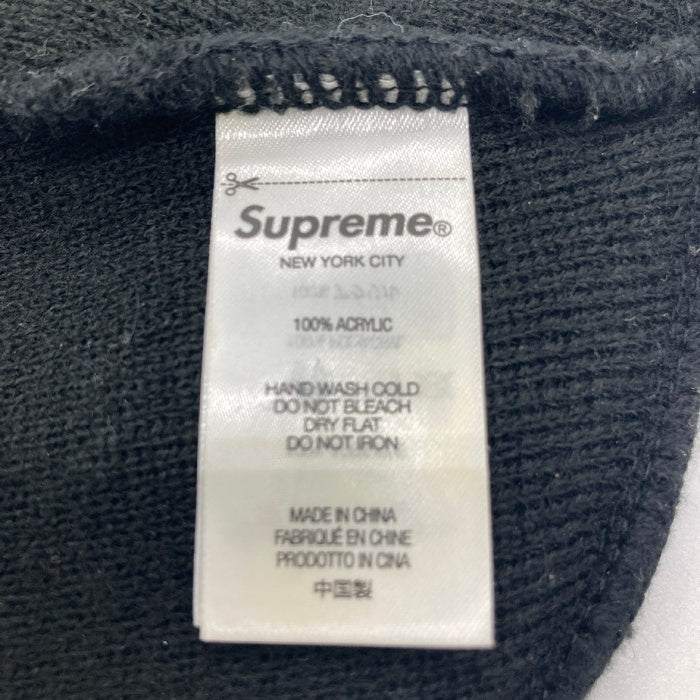 Supreme®
NEW YORK CITY
100% ACRYLIC
HAND WASH COLD
DO NOT BLEACH
DRY FLAT
DO NOT IRON
MADE IN CHINA
FABRIQUÉ EN CHINE
PRODOTTO IN CINA
中国製